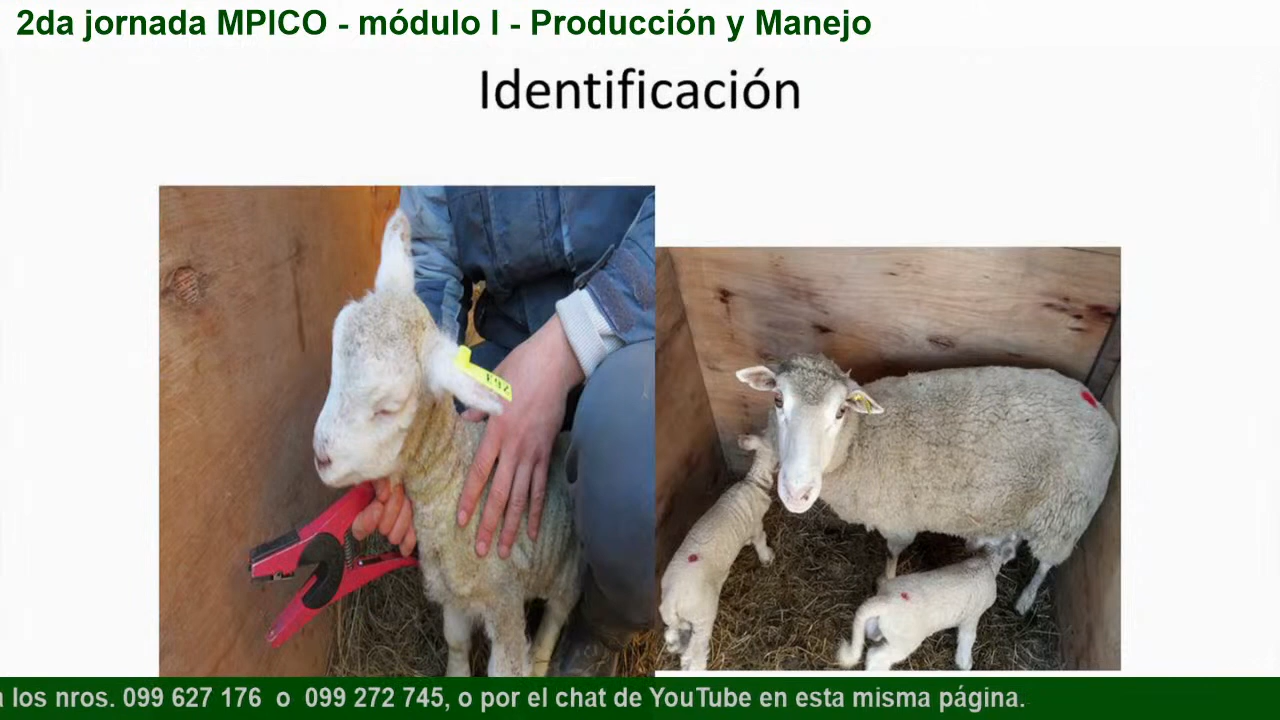 2da jornada MPICO - módulo I - Producción y Manejo
Identificación
los nros. 099 627 176 o 099 272 745, o por el chat de YouTube en esta misma página.